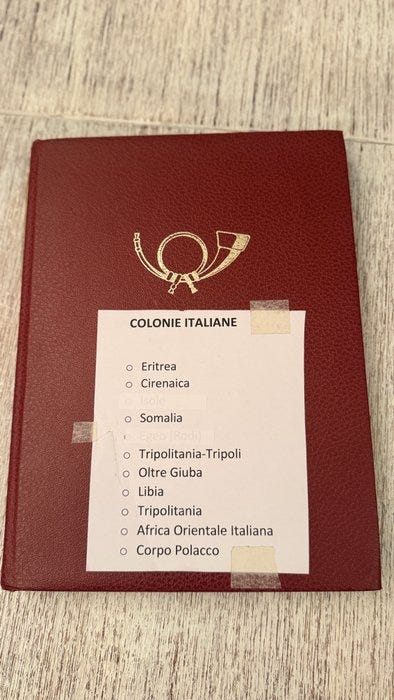 COLONIE ITALIANE
Eritrea
Cirenaica
Isole
Somalia
Egeo (Rodi)
Tripolitania-Tripoli
Oltre Giuba
Libia
Tripolitania
Africa Orientale Italiana
Corpo Polacco